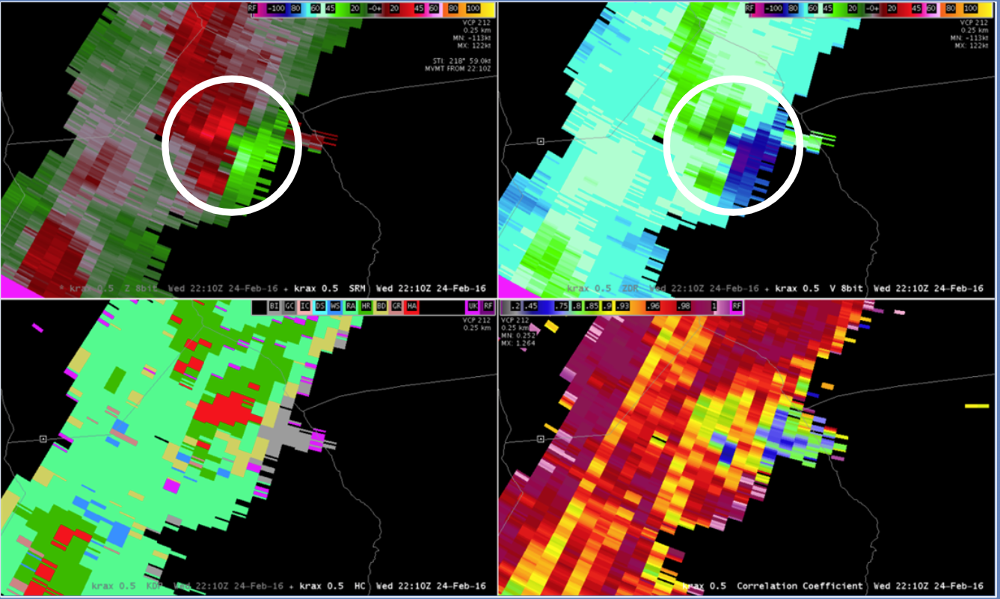 RF -100 80 60 45 20 -0+ 20 45 60 80 100
VCP 212
0.25 km
MN: -113kt
MX: 122kt
STI: 218° 59.0kt
MVMT FROM 22:10Z
* krax 0.5 Z 8bit Wed 22:10Z 24-Feb-16 + krax 0.5 SRM Wed 22:10Z 24-Feb-16
RF -100 80 60 45 20 -0+ 20 45 60 80 100
VCP 212
0.25 km
MN: -113kt
MX: 122kt
krax 0.5 ZDR Wed 22:10Z 24-Feb-16 + krax 0.5 V 8bit Wed 22:10Z 24-Feb-16
BI GC IC DS WS RA HR BD GR HA UK RF
VCP 212
0.25 km
krax 0.5 KDP Wed 22:10Z 24-Feb-16 + krax 0.5 HC Wed 22:10Z 24-Feb-16
.2 .45 .75 .8 .85 .9 .93 .96 .98 1 RF
VCP 212
0.25 km
MN: 0.252
MX: 1.264
krax 0.5 Correlation Coefficient Wed 22:10Z 24-Feb-16